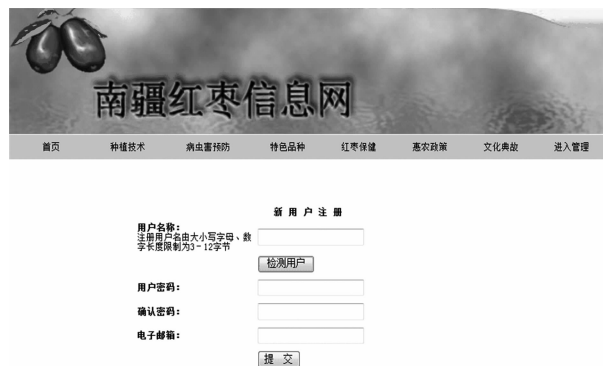 南疆红枣信息网
首页 种植技术 病虫害预防 特色品种 红枣保健 惠农政策 文化典故 进入管理
新用户注册
用户名称：
注册用户名由大小写字母、数
字长度限制为3-12字节
检测用户
用户密码：
确认密码：
电子邮箱：
提 交